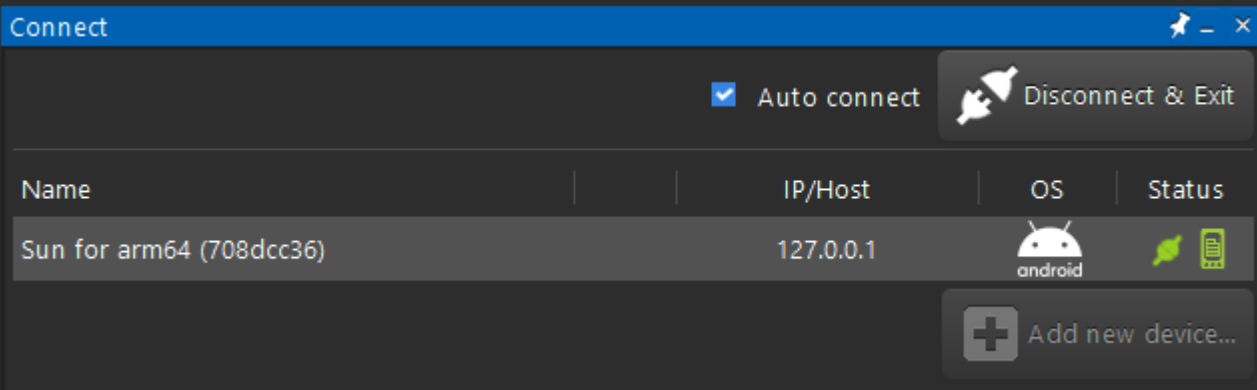 Connect
Auto connect
Disconnect & Exit
Name
IP/Host
OS
Status
Sun for arm64 (708dcc36)
127.0.0.1
android
Add new device...